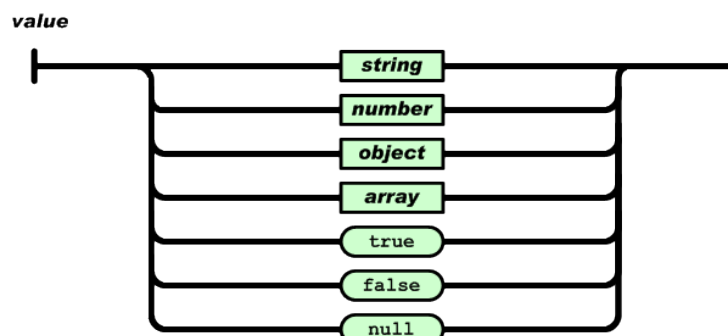 value
string
number
object
array
true
false
null